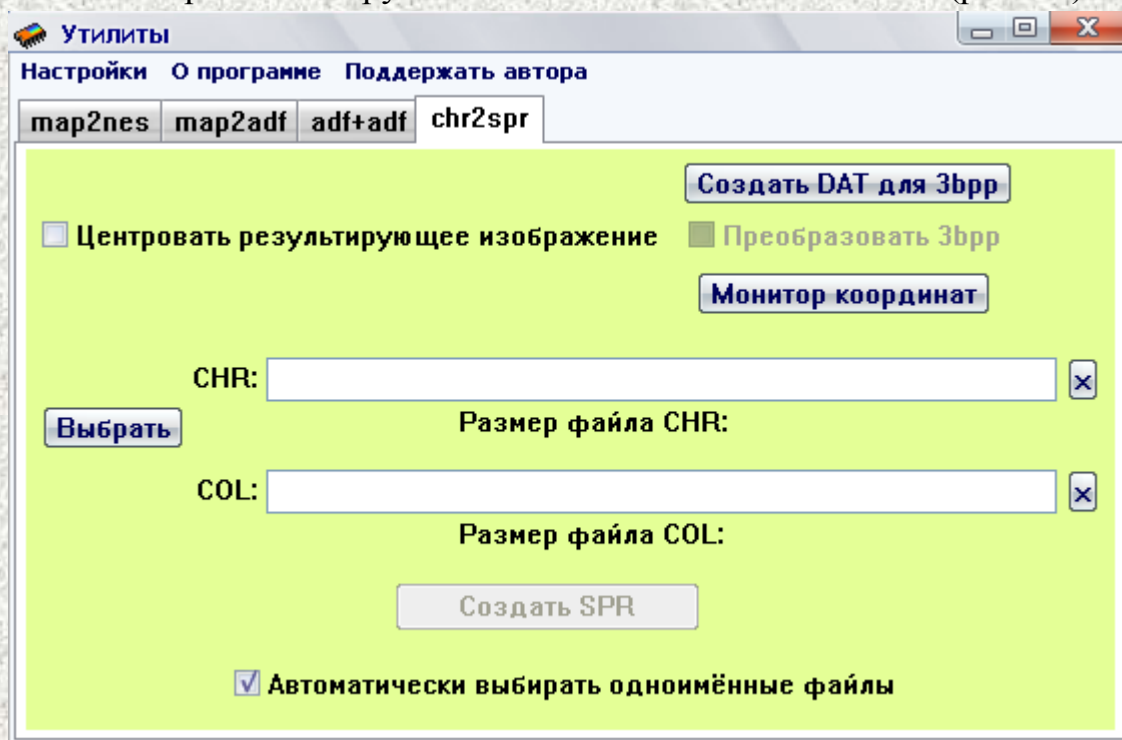 Утилиты
Настройки О программе Поддержать автора
map2nes map2adf adf+adf chr2spr
Создать DAT для 3bpp
Центровать результирующее изображение Преобразовать 3bpp
Монитор координат
CHR:
Размер файла CHR:
Выбрать
COL:
Размер файла COL:
Создать SPR
Автоматически выбирать одноимённые файлы